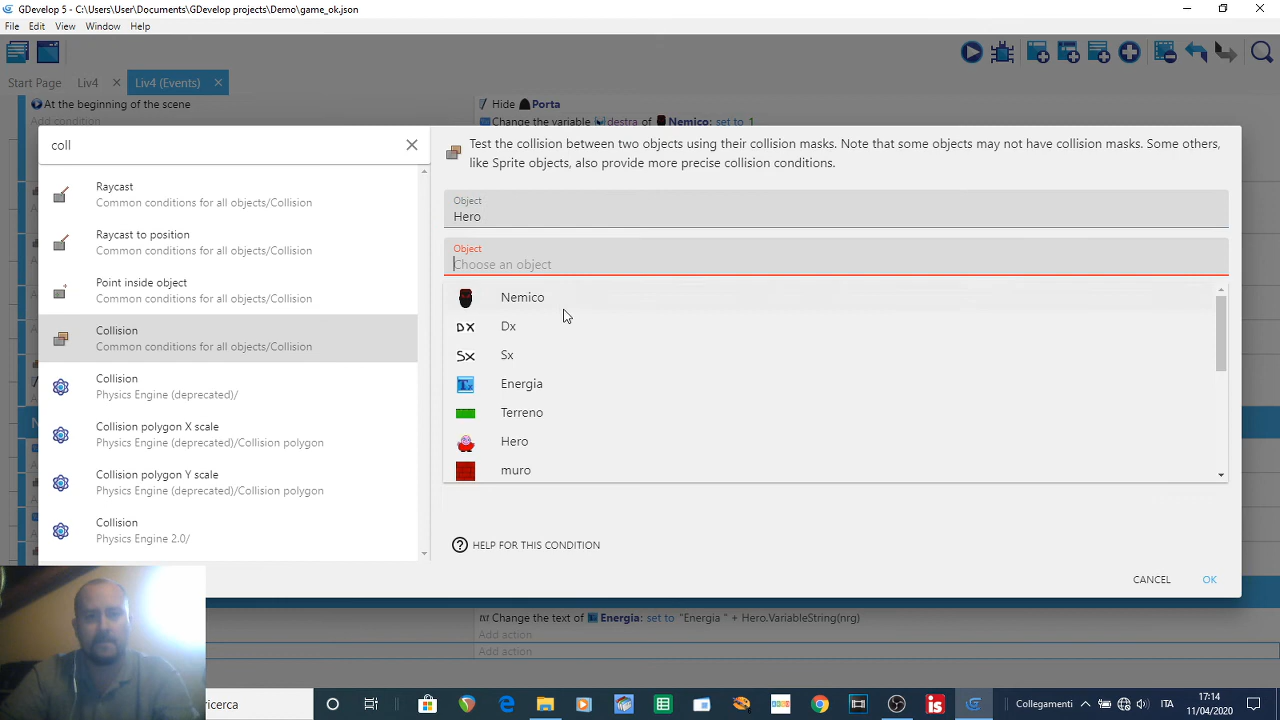 GDevelop 5 - C:\Users\User\Documents\GDevelop projects\Demo\game_ok.json
File Edit View Window Help
Start Page Liv4 Liv4 (Events)
At the beginning of the scene
Add condition
Hide Porta
Change the variable destra of Nemico: set to 1
coll
Raycast
Common conditions for all objects/Collision
Raycast to position
Common conditions for all objects/Collision
Point inside object
Common conditions for all objects/Collision
Collision
Common conditions for all objects/Collision
Collision
Physics Engine (deprecated)/
Collision polygon X scale
Physics Engine (deprecated)/Collision polygon
Collision polygon Y scale
Physics Engine (deprecated)/Collision polygon
Collision
Physics Engine 2.0/
Test the collision between two objects using their collision masks. Note that some objects may not have collision masks. Some others,
like Sprite objects, also provide more precise collision conditions.
Object
Hero
Object
Choose an object
Nemico
DX Dx
Sx Sx
Tx Energia
Terreno
Hero
muro
HELP FOR THIS CONDITION
CANCEL OK
Change the text of Energia: set to "Energia " + Hero.VariableString(nrg)
Add action
Add action
ricerca
is
Collegamenti
ITA
17:14
11/04/2020